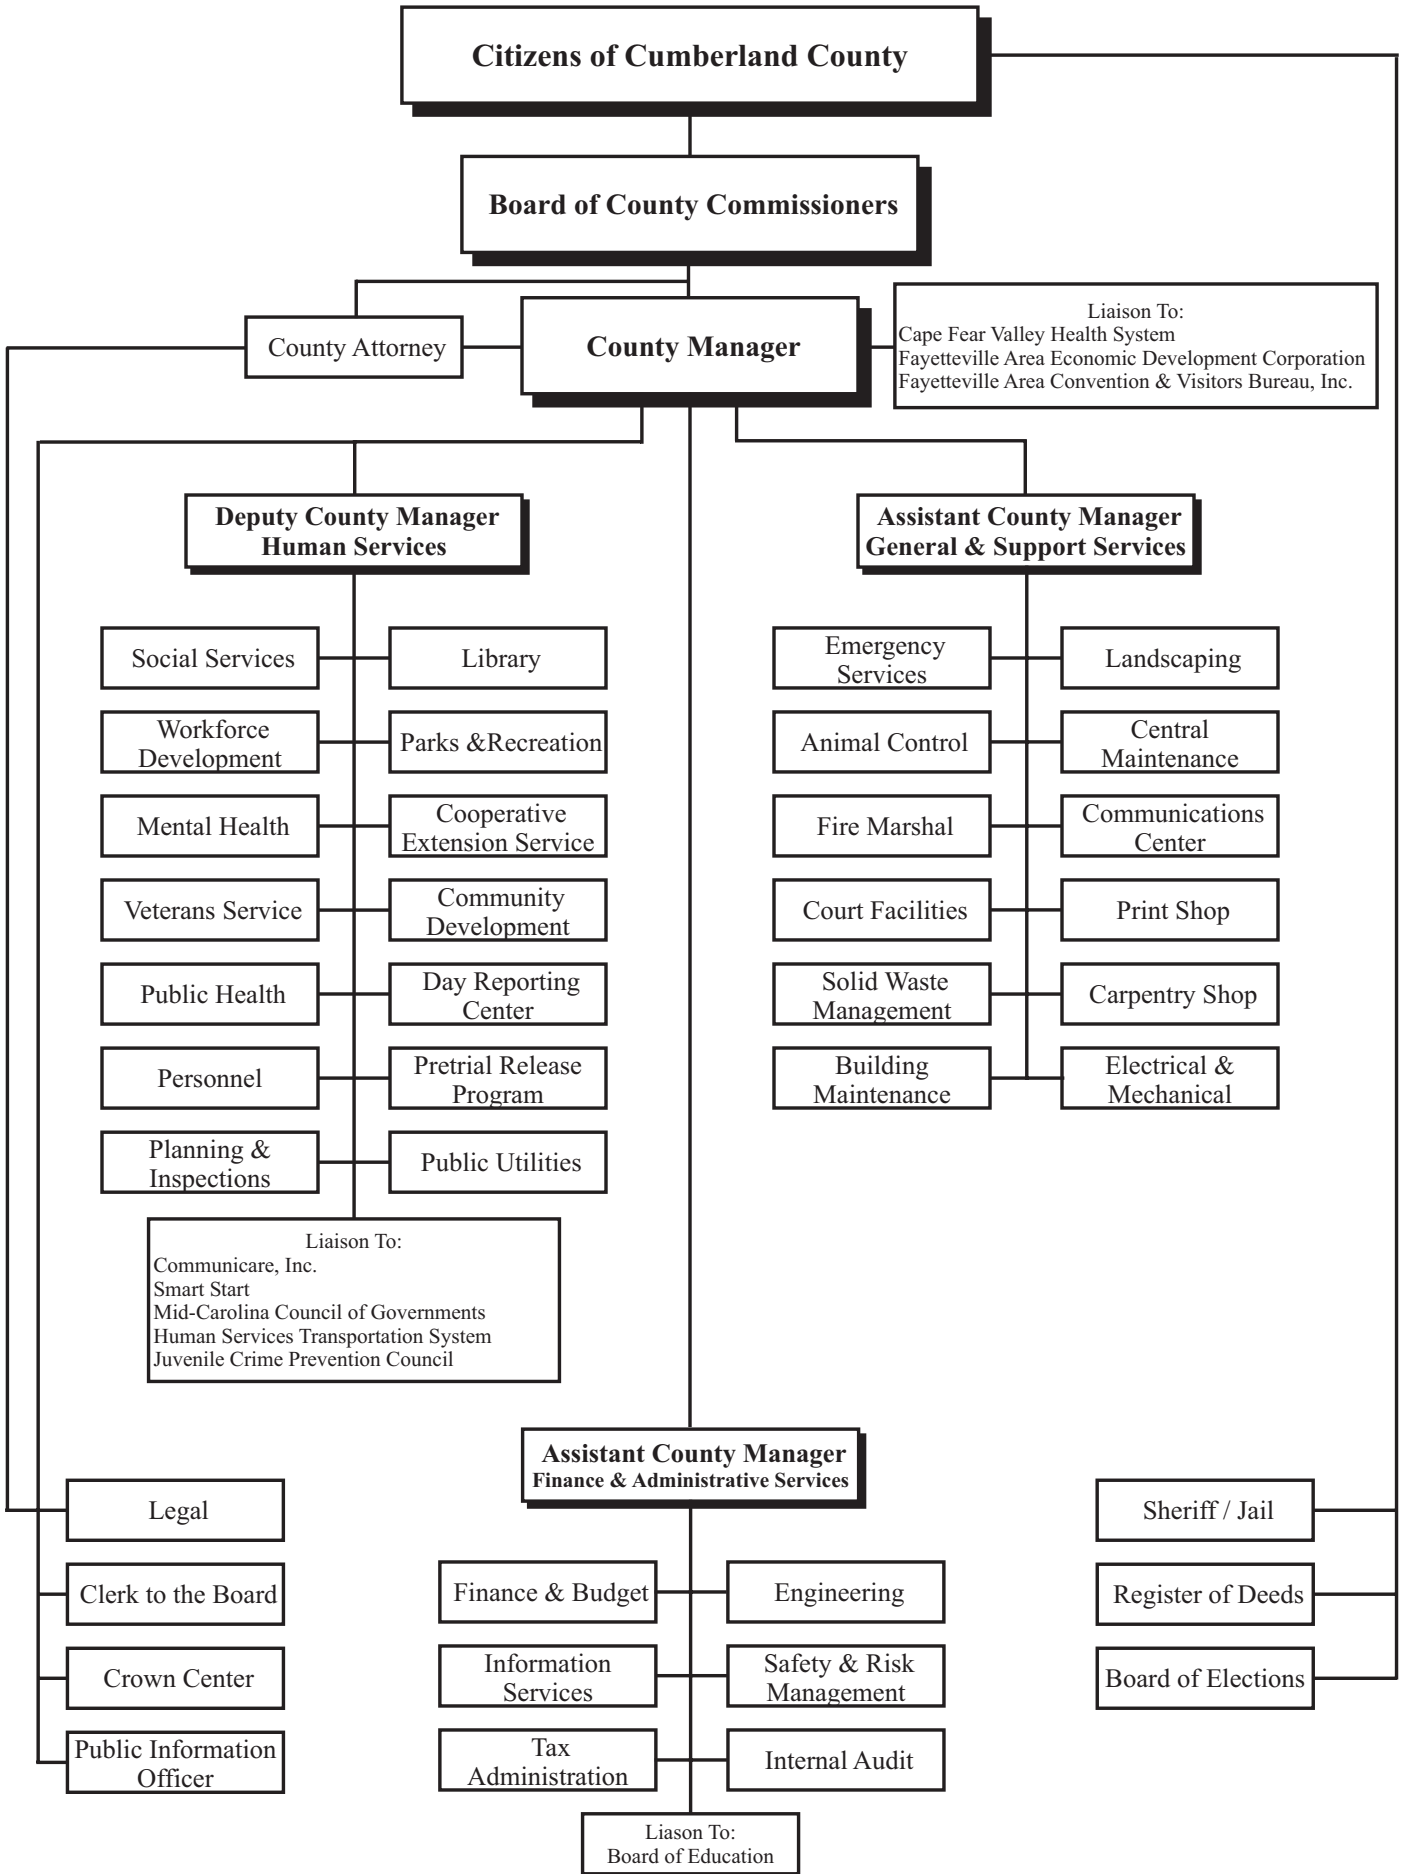 Citizens of Cumberland County
Board of County Commissioners
County Attorney
County Manager
Liaison To:
Cape Fear Valley Health System
Fayetteville Area Economic Development Corporation
Fayetteville Area Convention & Visitors Bureau, Inc.
Deputy County Manager
Human Services
Assistant County Manager
General & Support Services
Social Services
Library
Workforce
Development
Parks &Recreation
Mental Health
Cooperative
Extension Service
Veterans Service
Community
Development
Public Health
Day Reporting
Center
Personnel
Pretrial Release
Program
Planning &
Inspections
Public Utilities
Liaison To:
Communicare, Inc.
Smart Start
Mid-Carolina Council of Governments
Human Services Transportation System
Juvenile Crime Prevention Council
Emergency
Services
Landscaping
Animal Control
Central
Maintenance
Fire Marshal
Communications
Center
Court Facilities
Print Shop
Solid Waste
Management
Carpentry Shop
Building
Maintenance
Electrical &
Mechanical
Assistant County Manager
Finance & Administrative Services
Legal
Clerk to the Board
Crown Center
Public Information
Officer
Finance & Budget
Engineering
Information
Services
Safety & Risk
Management
Tax
Administration
Internal Audit
Liason To:
Board of Education
Sheriff / Jail
Register of Deeds
Board of Elections